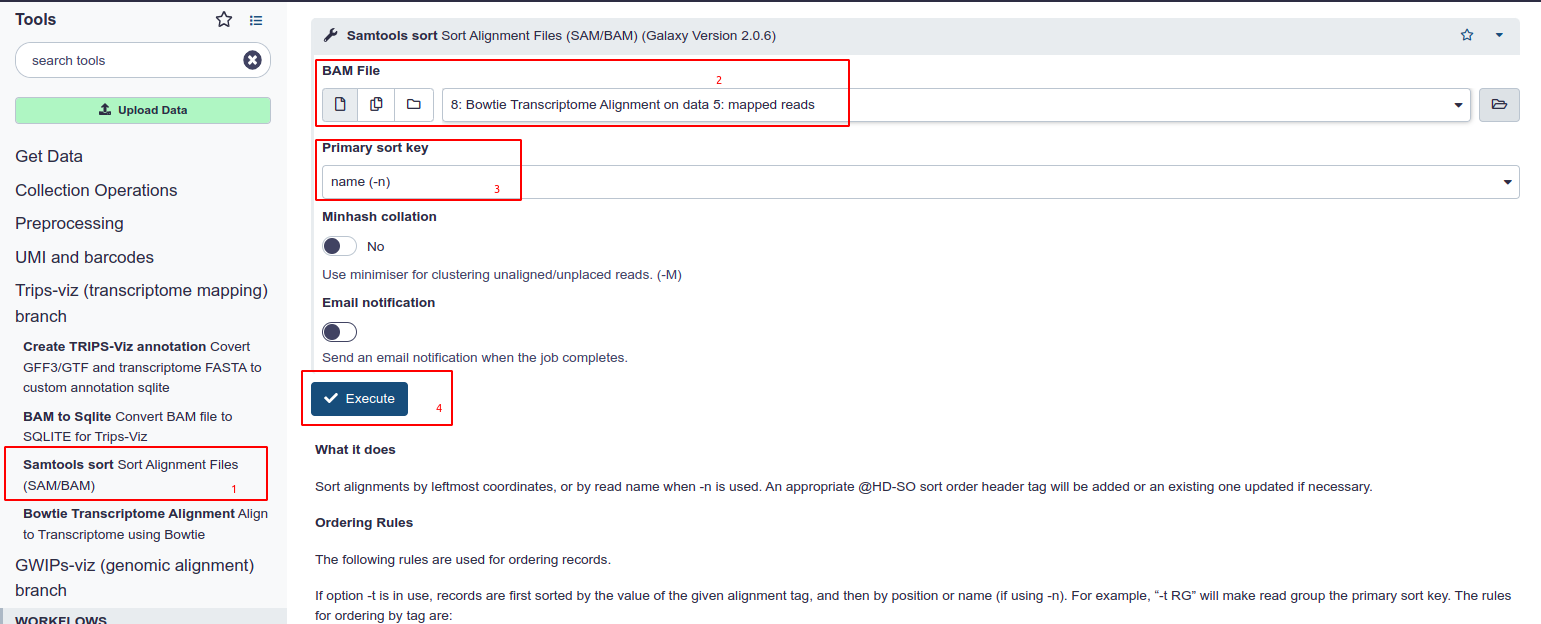 Tools
search tools
Upload Data
Get Data
Collection Operations
Preprocessing
UMI and barcodes
Trips-viz (transcriptome mapping)
branch
Create TRIPS-Viz annotation Covert
GFF3/GTF and transcriptome FASTA to
custom annotation sqlite
BAM to Sqlite Convert BAM file to
SQLITE for Trips-Viz
Samtools sort Sort Alignment Files
(SAM/BAM)
1
Bowtie Transcriptome Alignment Align
to Transcriptome using Bowtie
GWIPs-viz (genomic alignment)
branch
WORKFLOWS
Samtools sort Sort Alignment Files (SAM/BAM) (Galaxy Version 2.0.6)
BAM File
2
8: Bowtie Transcriptome Alignment on data 5: mapped reads
Primary sort key
name (-n)
3
Minhash collation
No
Use minimiser for clustering unaligned/unplaced reads. (-M)
Email notification
Send an email notification when the job completes.
Execute
4
What it does
Sort alignments by leftmost coordinates, or by read name when -n is used. An appropriate @HD-SO sort order header tag will be added or an existing one updated if necessary.
Ordering Rules
The following rules are used for ordering records.
If option -t is in use, records are first sorted by the value of the given alignment tag, and then by position or name (if using -n). For example, “-t RG” will make read group the primary sort key. The rules
for ordering by tag are: